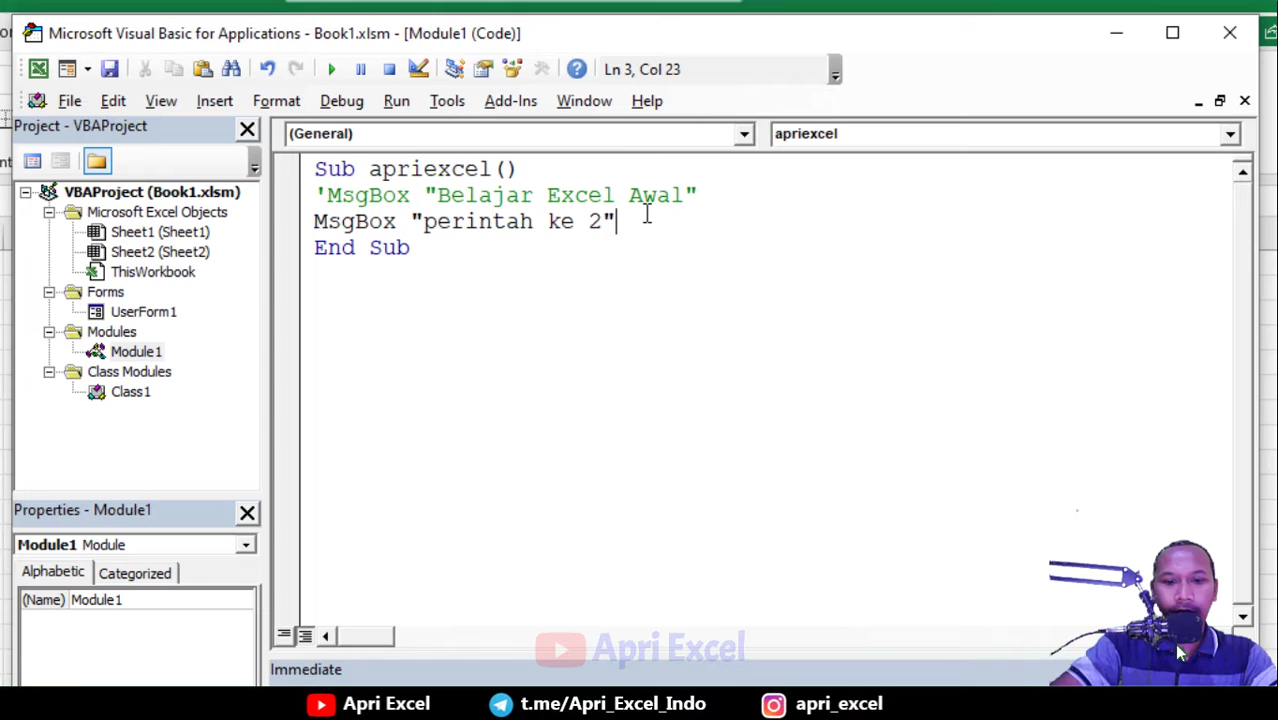 Microsoft Visual Basic for Applications - Book1.xlsm - [Module1 (Code)]
Ln 3, Col 23
File Edit View Insert Format Debug Run Tools Add-Ins Window Help
Project - VBAProject
(General)
apriexcel
VBAProject (Book1.xlsm)
Microsoft Excel Objects
Sheet1 (Sheet1)
Sheet2 (Sheet2)
ThisWorkbook
Forms
UserForm1
Modules
Module1
Class Modules
Class1
Sub apriexcel()
'MsgBox "Belajar Excel Awal"
MsgBox "perintah ke 2"
End Sub
Properties - Module1
Module1 Module
Alphabetic Categorized
(Name) Module1
Apri Excel
Immediate
Apri Excel
t.me/Apri_Excel_Indo
apri_excel